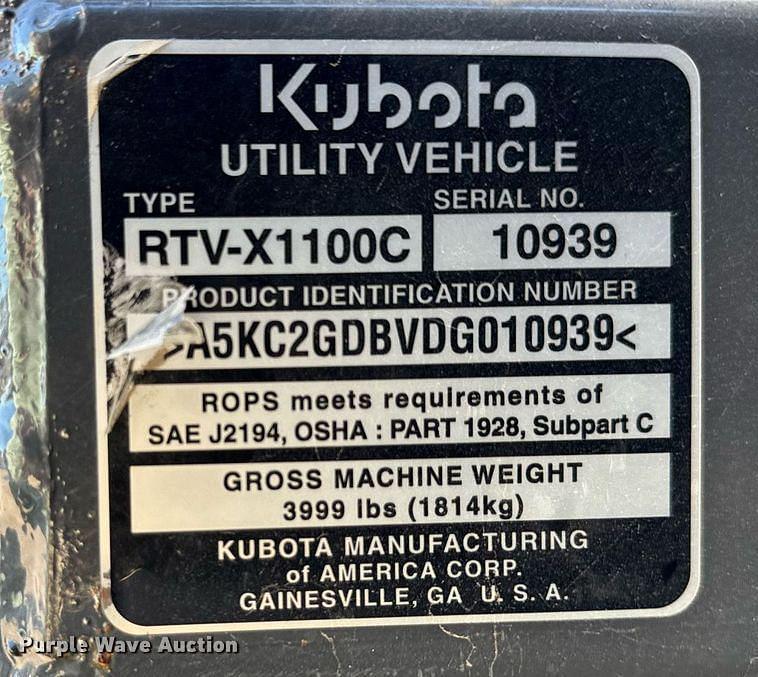 Kubota
UTILITY VEHICLE
TYPE SERIAL NO.
RTV-X1100C 10939
PRODUCT IDENTIFICATION NUMBER
>A5KC2GDBVDG010939<
ROPS meets requirements of
SAE J2194, OSHA : PART 1928, Subpart C
GROSS MACHINE WEIGHT
3999 lbs (1814kg)
KUBOTA MANUFACTURING
of AMERICA CORP.
GAINESVILLE, GA U. S. A.
Purple Wave Auction